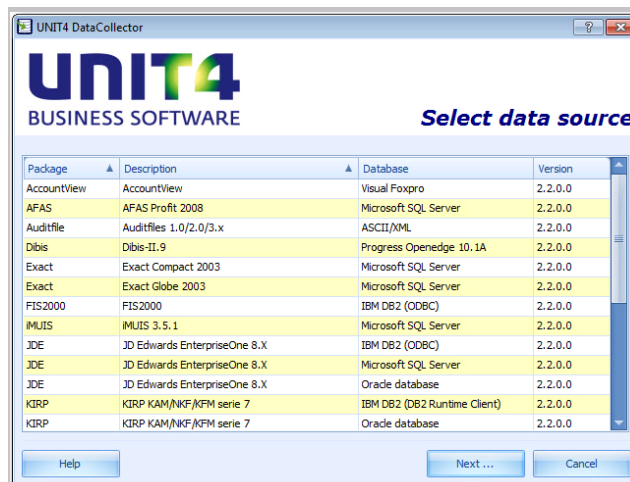 UNIT4 DataCollector
UNIT4
BUSINESS SOFTWARE
Select data source
Package Description Database Version
AccountView AccountView Visual Foxpro 2.2.0.0
AFAS AFAS Profit 2008 Microsoft SQL Server 2.2.0.0
Auditfile Auditfiles 1.0/2.0/3.x ASCII/XML 2.2.0.0
Dibis Dibis-II.9 Progress Openedge 10.1A 2.2.0.0
Exact Exact Compact 2003 Microsoft SQL Server 2.2.0.0
Exact Exact Globe 2003 Microsoft SQL Server 2.2.0.0
FIS2000 FIS2000 IBM DB2 (ODBC) 2.2.0.0
iMUIS iMUIS 3.5.1 Microsoft SQL Server 2.2.0.0
JDE JD Edwards EnterpriseOne 8.X IBM DB2 (ODBC) 2.2.0.0
JDE JD Edwards EnterpriseOne 8.X Microsoft SQL Server 2.2.0.0
JDE JD Edwards EnterpriseOne 8.X Oracle database 2.2.0.0
KIRP KIRP KAM/NKF/KFM serie 7 IBM DB2 (DB2 Runtime Client) 2.2.0.0
KIRP KIRP KAM/NKF/KFM serie 7 Oracle database 2.2.0.0
Help Next ... Cancel